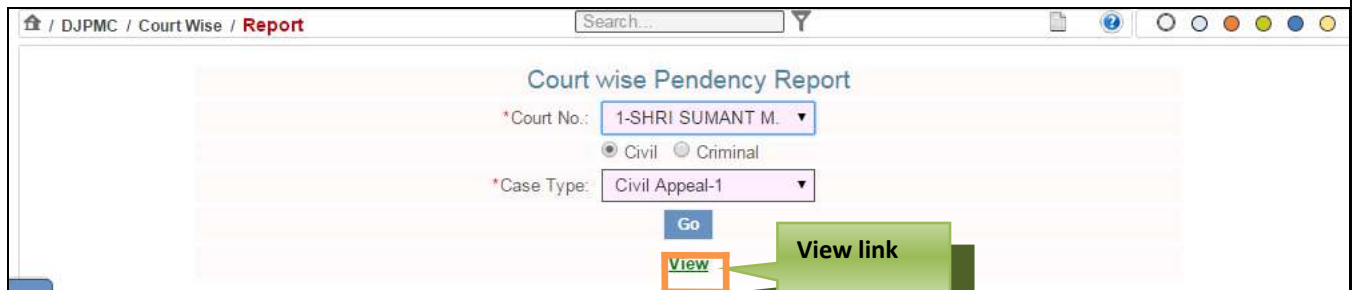 / DJPMC / Court Wise / Report
Search...
Court wise Pendency Report
*Court No.: 1-SHRI SUMANT M.
Civil Criminal
*Case Type: Civil Appeal-1
Go
View
View link